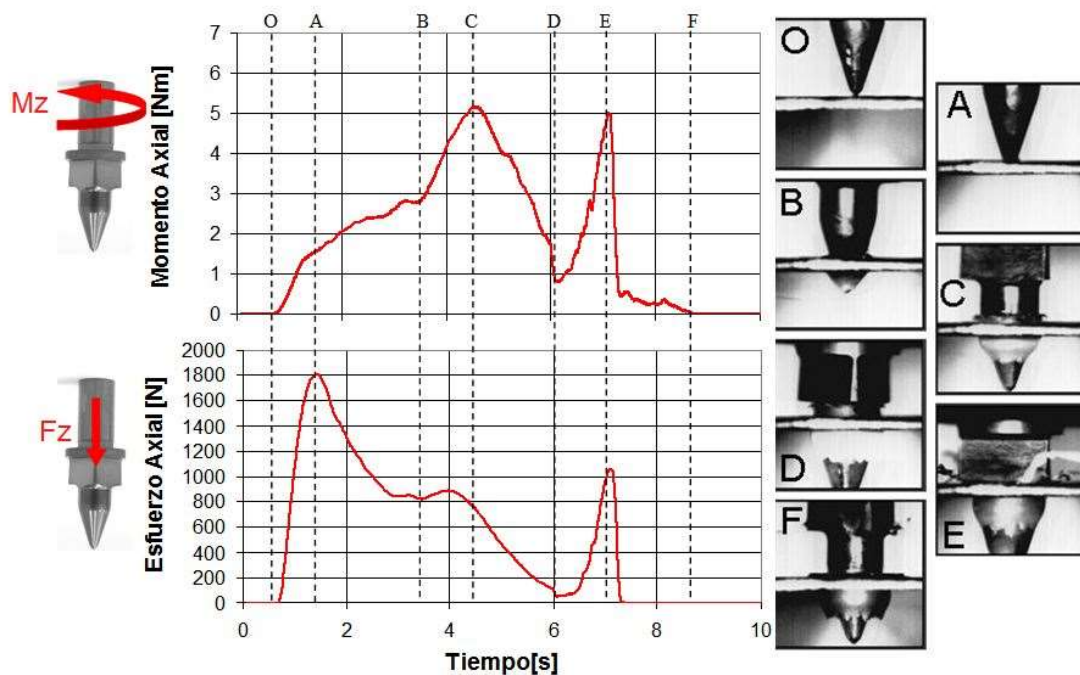 O A B C D E F
Mz
Momento Axial [Nm]
7
6
5
4
3
2
1
0
Fz
Esfuerzo Axial [N]
2000
1800
1600
1400
1200
1000
800
600
400
200
0
0 2 4 6 8 10
Tiempo[s]
O
A
B
C
D
E
F